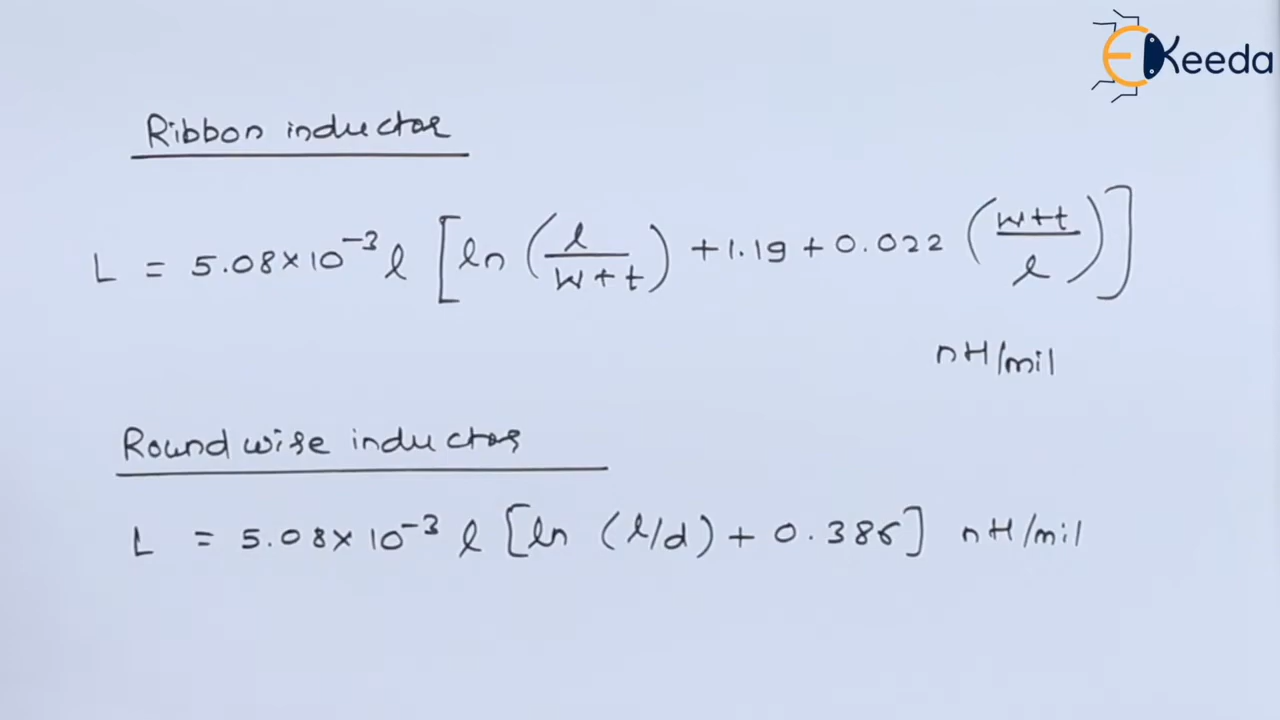 EKeeda
Ribbon inductor
L = 5.08×10⁻³ l [ln (l/(w+t)) + 1.19 + 0.022 ((w+t)/l)]
nH/mil
Round wire inductor
L = 5.08×10⁻³ l [ln (l/d) + 0.386] nH/mil